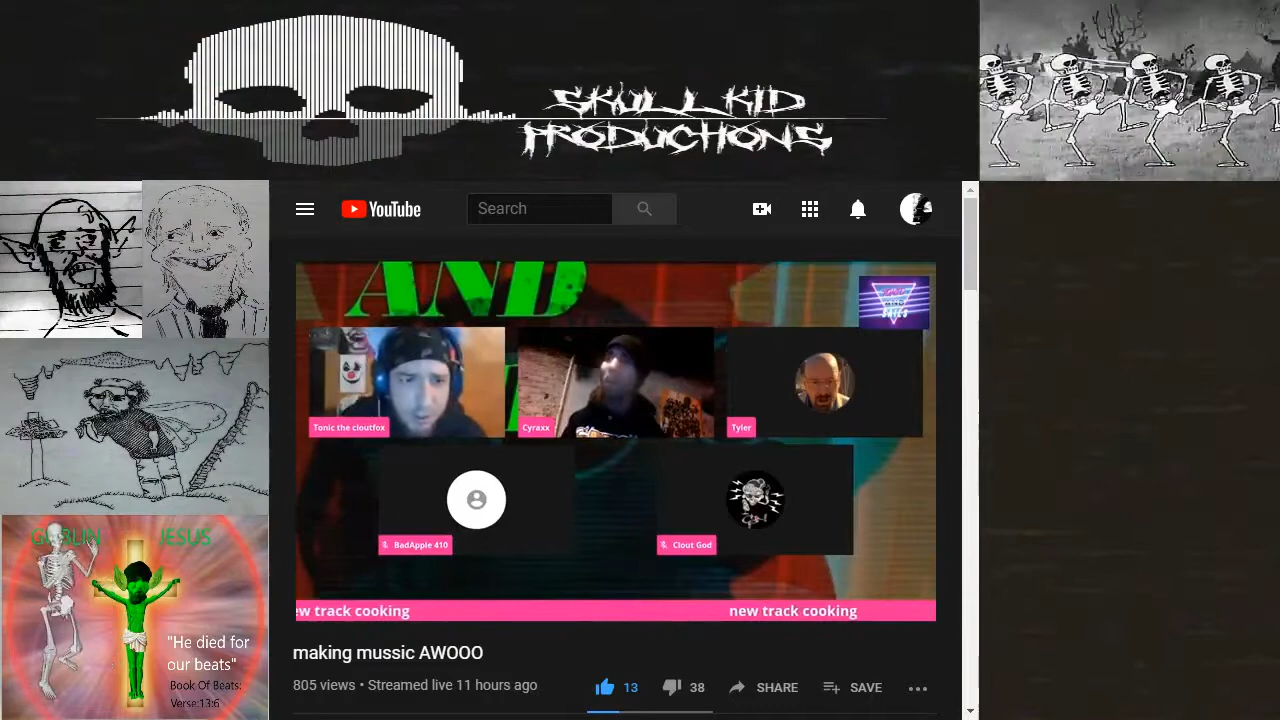 SKULL KID
PRODUCTIONS
YouTube
Search
AND
Tonic the cloutfox
Cyraxx
Tyler
BadApple 410
Clout God
ew track cooking
new track cooking
making mussic AWOOO
805 views • Streamed live 11 hours ago
13
38
SHARE
SAVE
GOBLIN JESUS
"He died for
our beats"
Book Of Beats:
Verse:13:6